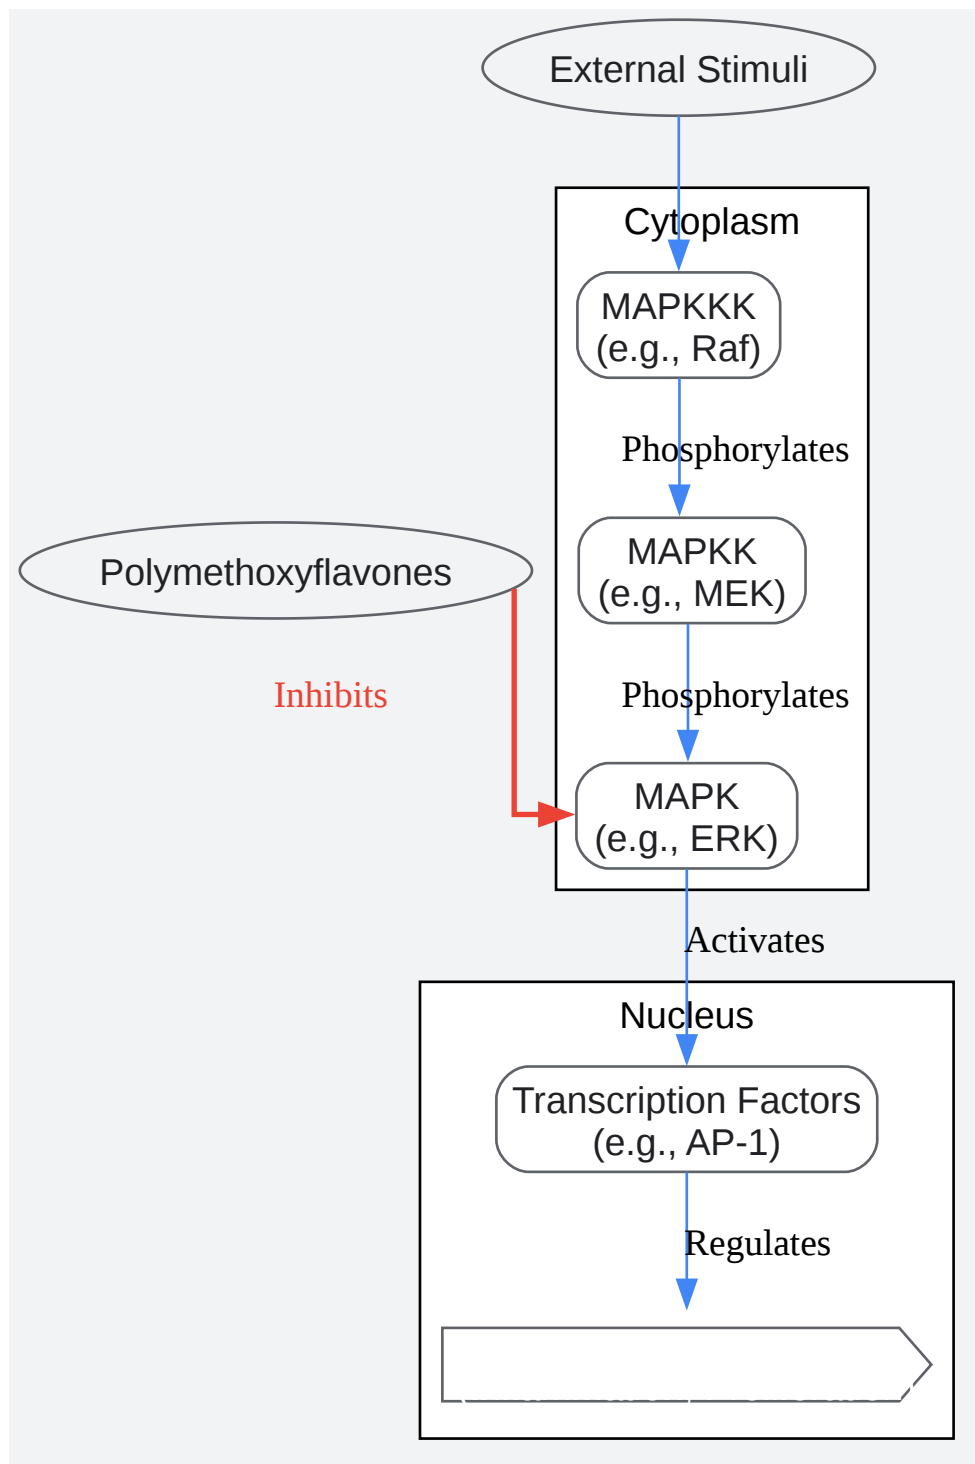 External Stimuli
Cytoplasm
MAPKKK
(e.g., Raf)
Phosphorylates
Polymethoxyflavones
MAPKK
(e.g., MEK)
Inhibits
Phosphorylates
MAPK
(e.g., ERK)
Activates
Nucleus
Transcription Factors
(e.g., AP-1)
Regulates